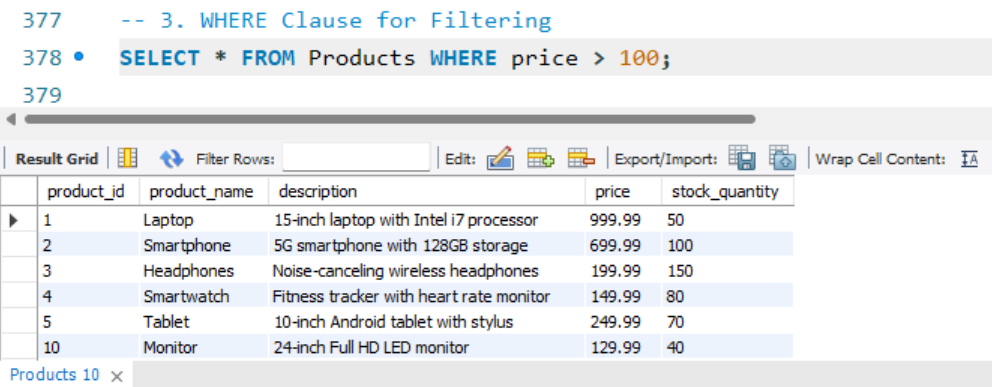 377 -- 3. WHERE Clause for Filtering
378 SELECT * FROM Products WHERE price > 100;
379
Result Grid Filter Rows: Edit: Export/Import: Wrap Cell Content: IA
product_id product_name description price stock_quantity
1 Laptop 15-inch laptop with Intel i7 processor 999.99 50
2 Smartphone 5G smartphone with 128GB storage 699.99 100
3 Headphones Noise-canceling wireless headphones 199.99 150
4 Smartwatch Fitness tracker with heart rate monitor 149.99 80
5 Tablet 10-inch Android tablet with stylus 249.99 70
10 Monitor 24-inch Full HD LED monitor 129.99 40
Products 10